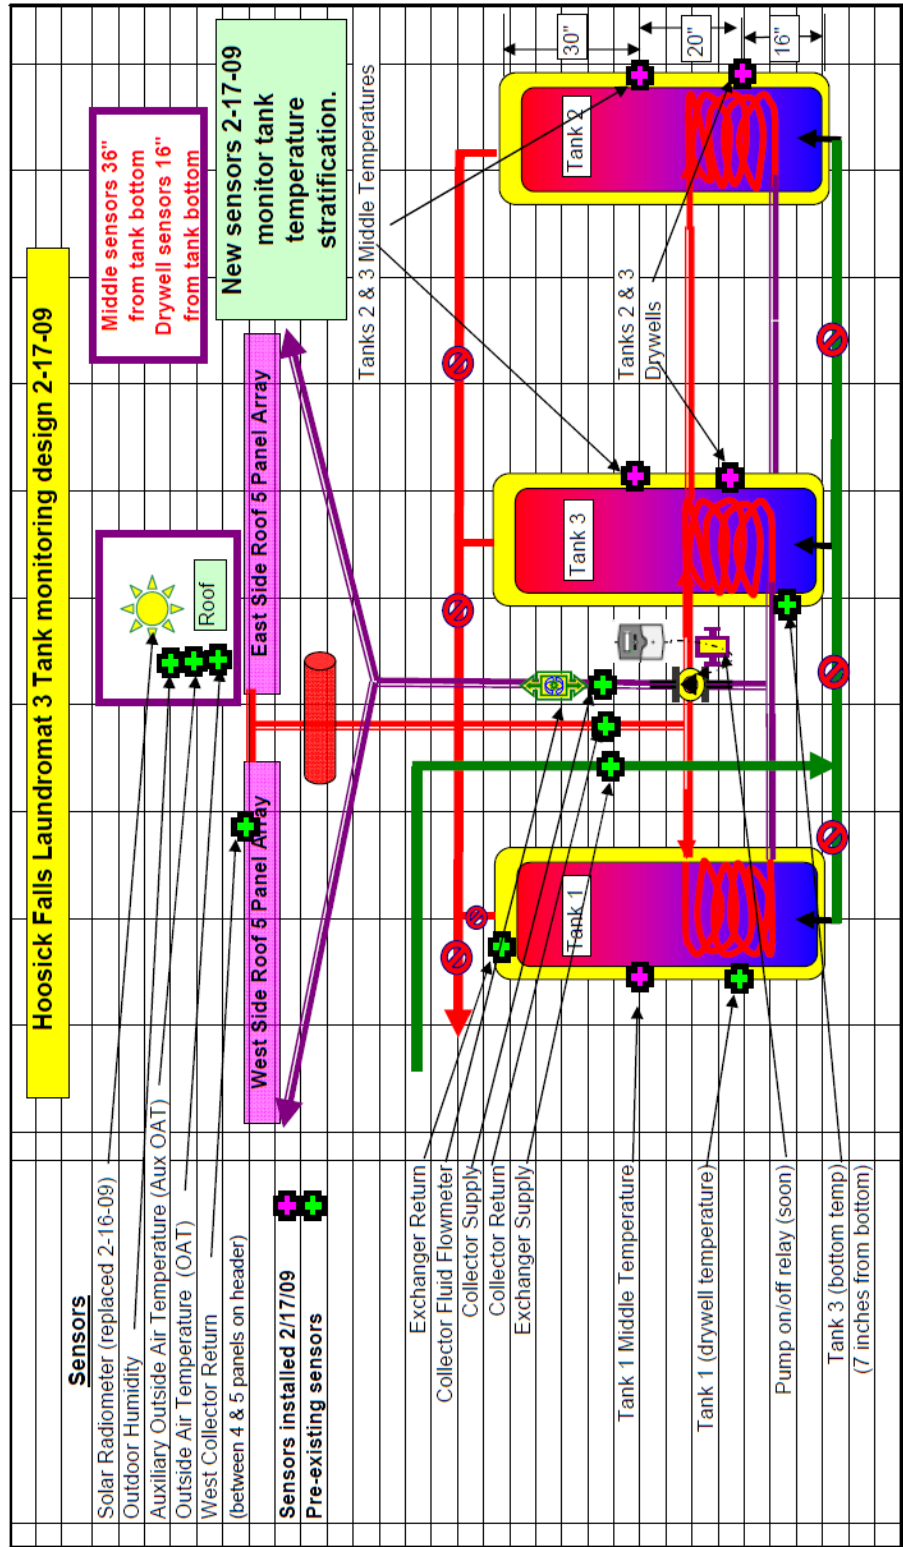 Hoosick Falls Laundromat 3 Tank monitoring design 2-17-09
Sensors
Solar Radiometer (replaced 2-16-09)
Outdoor Humidity
Auxiliary Outside Air Temperature (Aux OAT)
Outside Air Temperature (OAT)
West Collector Return
(between 4 & 5 panels on header)
Sensors installed 2/17/09
Pre-existing sensors
Roof
Middle sensors 36"
from tank bottom
Drywell sensors 16"
from tank bottom
West Side Roof 5 Panel Array
East Side Roof 5 Panel Array
New sensors 2-17-09
monitor tank
temperature
stratification.
Tanks 2 & 3 Middle Temperatures
Exchanger Return
Collector Fluid Flowmeter
Collector Supply
Collector Return
Exchanger Supply
Tank 1 Middle Temperature
Tank 1 (drywell temperature)
Pump on/off relay (soon)
Tank 3 (bottom temp)
(7 inches from bottom)
Tank 1
Tank 3
Tank 2
Tanks 2 & 3
Drywells
30"
20"
16"